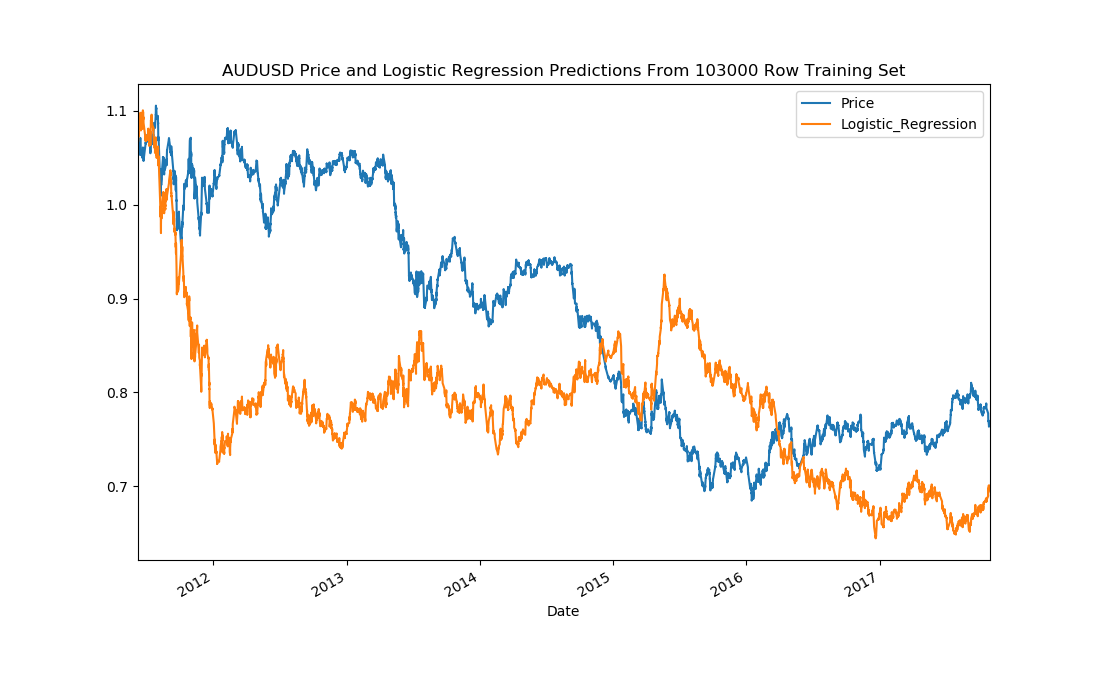 AUDUSD Price and Logistic Regression Predictions From 103000 Row Training Set
Price
Logistic_Regression
1.1
1.0
0.9
0.8
0.7
2012
2013
2014
2015
2016
2017
Date